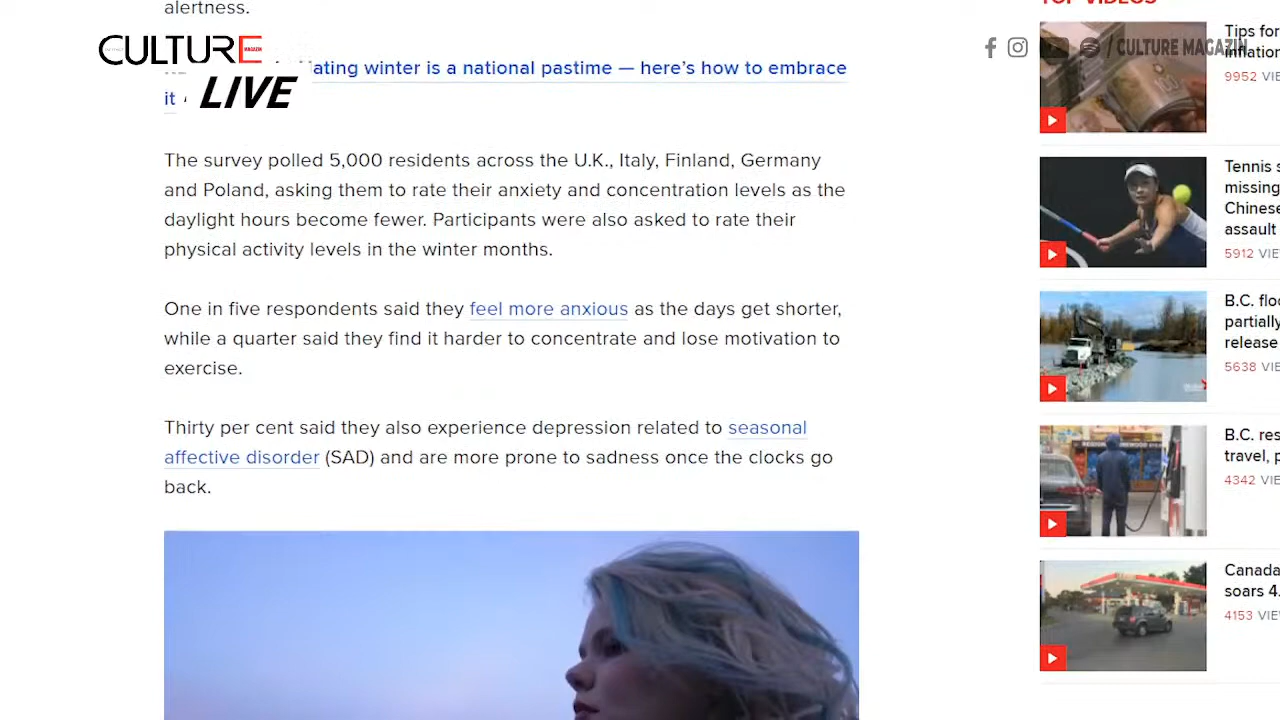 alertness.
CULTURE
MAGAZIN
LIVE
/ CULTURE MAGAZIN
TOP VIDEOS
ating winter is a national pastime — here's how to embrace
it
The survey polled 5,000 residents across the U.K., Italy, Finland, Germany
and Poland, asking them to rate their anxiety and concentration levels as the
daylight hours become fewer. Participants were also asked to rate their
physical activity levels in the winter months.
One in five respondents said they feel more anxious as the days get shorter,
while a quarter said they find it harder to concentrate and lose motivation to
exercise.
Thirty per cent said they also experience depression related to seasonal
affective disorder (SAD) and are more prone to sadness once the clocks go
back.
Tips for
inflation
9952 VIE
Tennis s
missing
Chinese
assault
5912 VIE
B.C. floo
partially
release
5638 VIE
B.C. res
travel, p
4342 VIE
Canada
soars 4.
4153 VIE